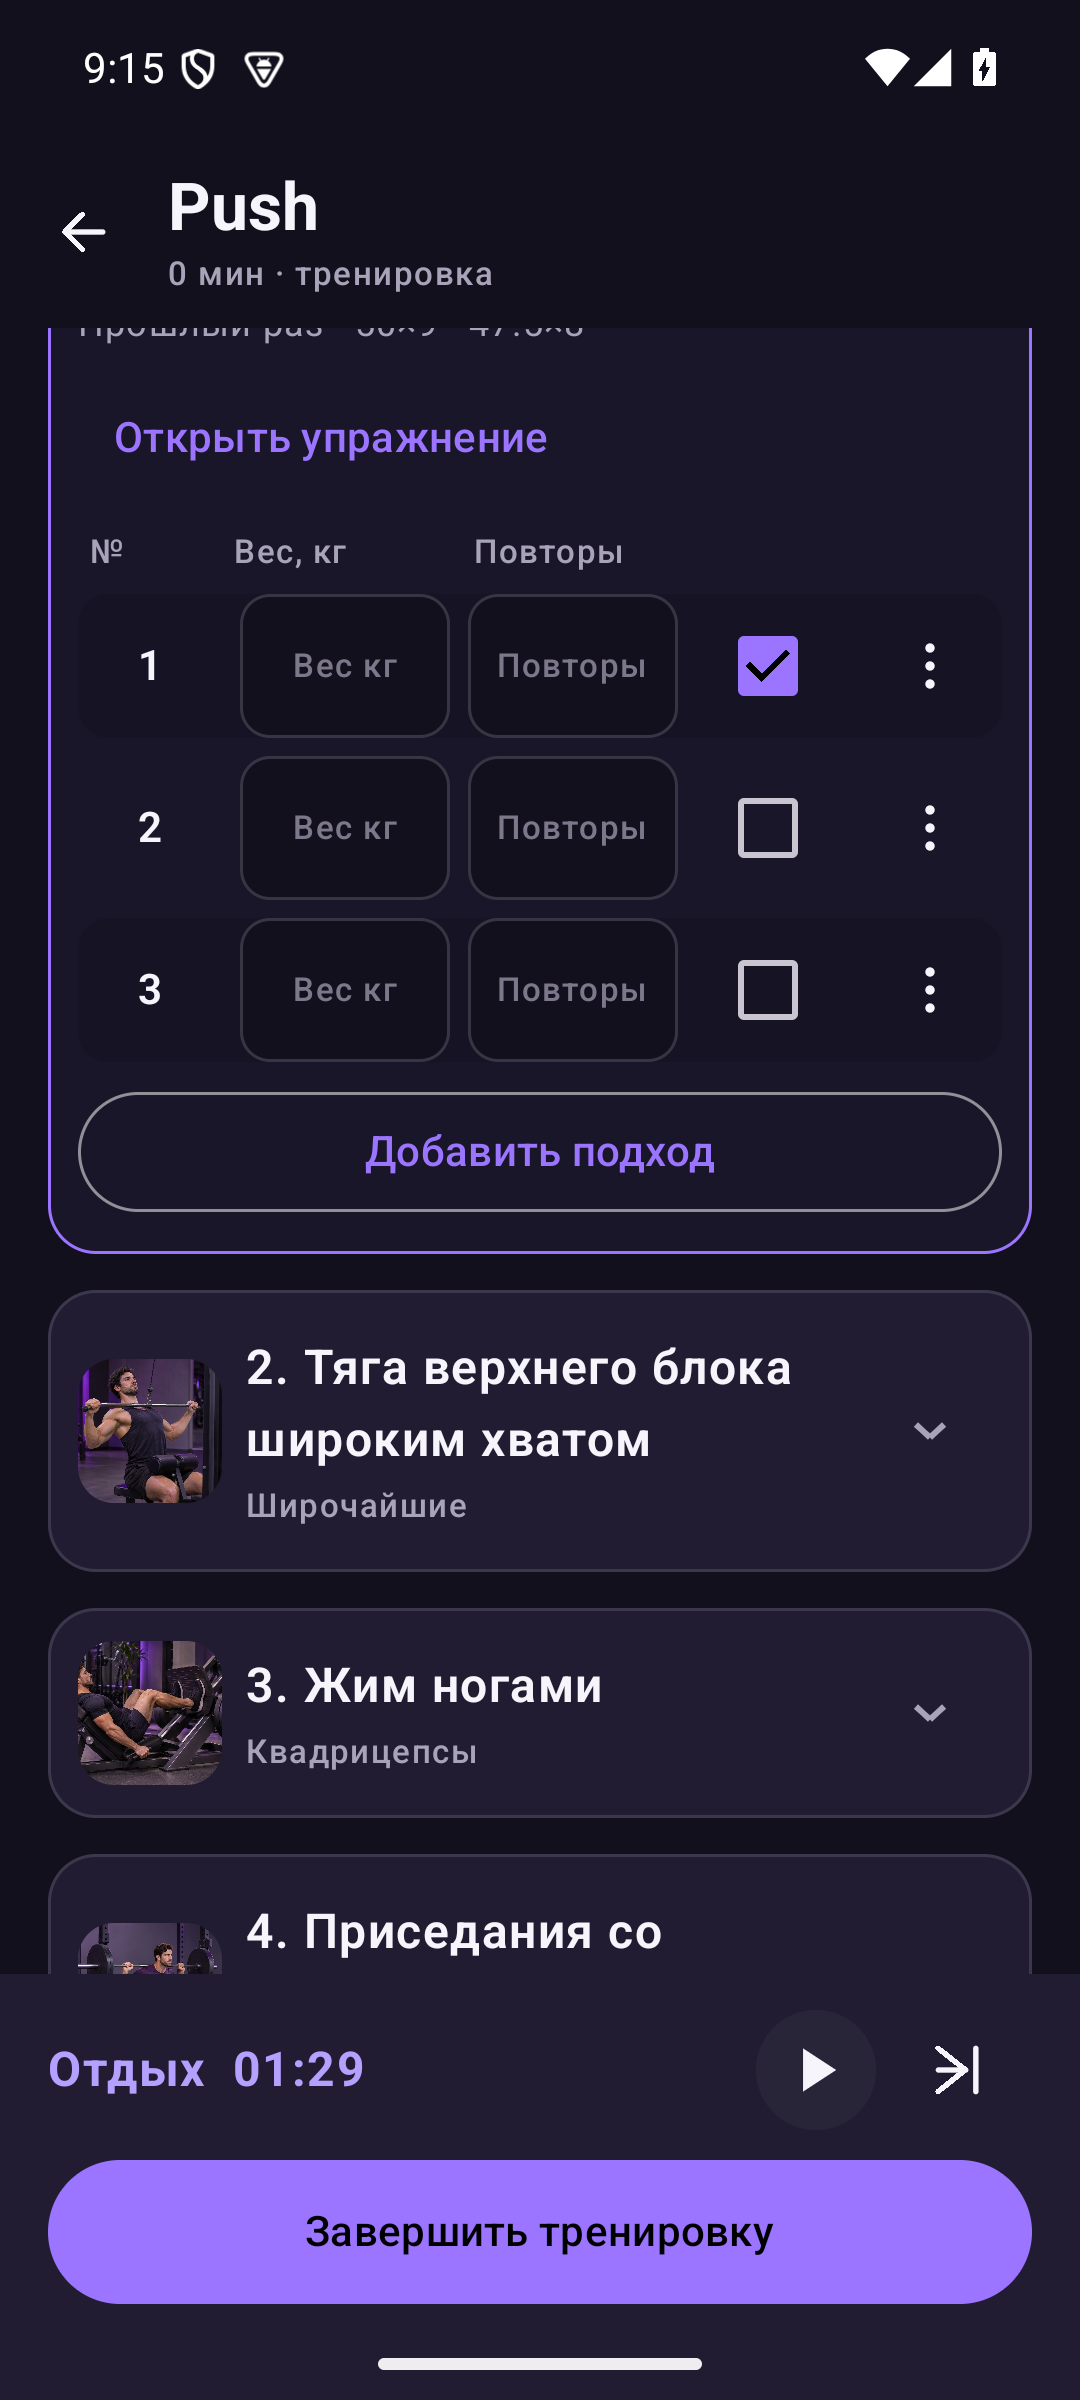 9:15
Push
0 мин · тренировка
Прошлый раз
Открыть упражнение
№ Вес, кг Повторы
1 Вес кг Повторы
2 Вес кг Повторы
3 Вес кг Повторы
Добавить подход
2. Тяга верхнего блока
широким хватом
Широчайшие
3. Жим ногами
Квадрицепсы
4. Приседания со
Отдых 01:29
Завершить тренировку